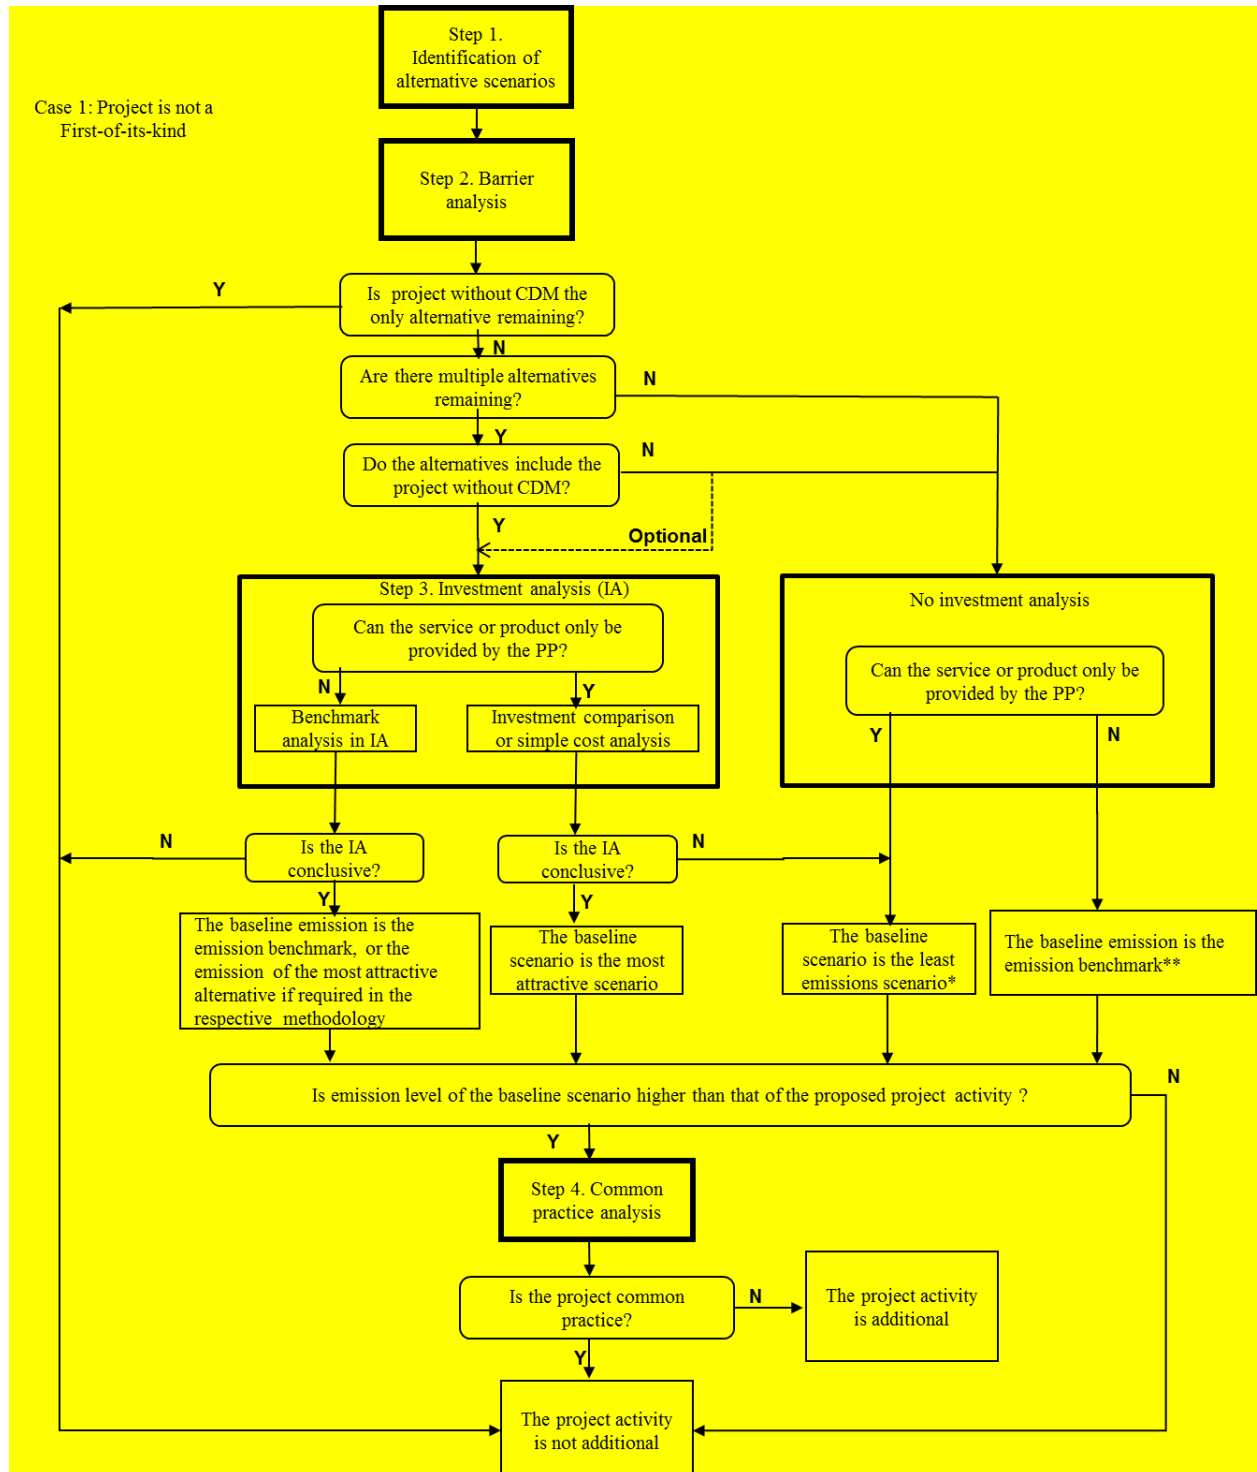 Step 1.
Identification of
alternative scenarios
Case 1: Project is not a
First-of-its-kind
Step 2. Barrier
analysis
Y
Is project without CDM the
only alternative remaining?
N
Are there multiple alternatives
remaining?
N
Y
Do the alternatives include the
project without CDM?
N
Y
Optional
Step 3. Investment analysis (IA)
Can the service or product only be
provided by the PP?
N
Y
Benchmark
analysis in IA
Investment comparison
or simple cost analysis
No investment analysis
Can the service or product only be
provided by the PP?
Y
N
N
Is the IA
conclusive?
Y
Is the IA
conclusive?
N
Y
The baseline emission is the
emission benchmark, or the
emission of the most attractive
alternative if required in the
respective methodology
The baseline
scenario is the most
attractive scenario
The baseline
scenario is the least
emissions scenario*
The baseline emission is the
emission benchmark**
Is emission level of the baseline scenario higher than that of the proposed project activity ?
N
Y
Step 4. Common
practice analysis
Is the project common
practice?
N
The project activity
is additional
Y
The project activity
is not additional